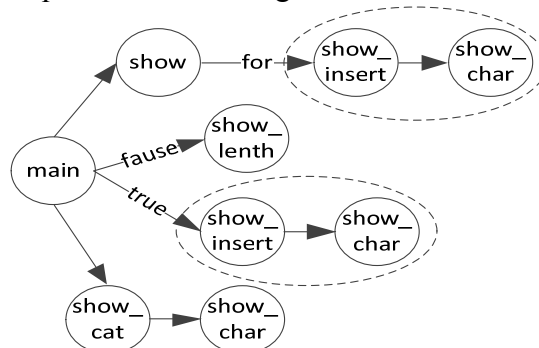 show
for
show_
insert
show_
char
fause
show_
lenth
main
true
show_
insert
show_
char
show_
cat
show_
char